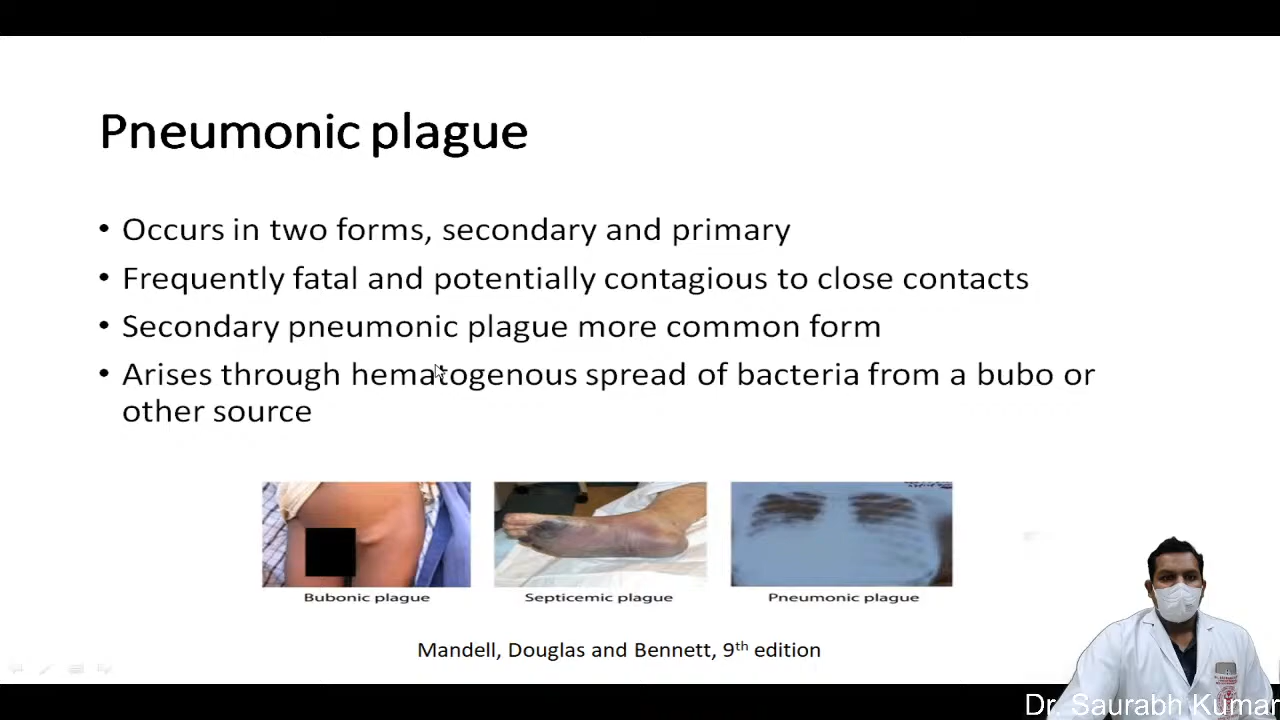 Pneumonic plague
• Occurs in two forms, secondary and primary
• Frequently fatal and potentially contagious to close contacts
• Secondary pneumonic plague more common form
• Arises through hematogenous spread of bacteria from a bubo or
other source
Bubonic plague
Septicemic plague
Pneumonic plague
Mandell, Douglas and Bennett, 9th edition
Dr. Saurabh Kumar